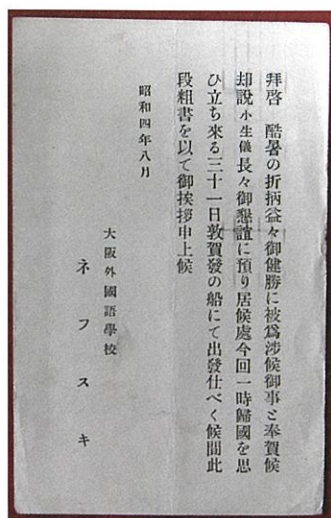 拜啓　酷暑の折柄益々御健勝に被爲涉候御事と奉賀候
却説小生儀長々御懇誼に預り居候處今回一時歸國を思
ひ立ち來る三十一日敦賀發の船にて出發仕べく候間此
段粗書を以て御挨拶申上候
昭和四年八月
大阪外國語學校
ネフスキ